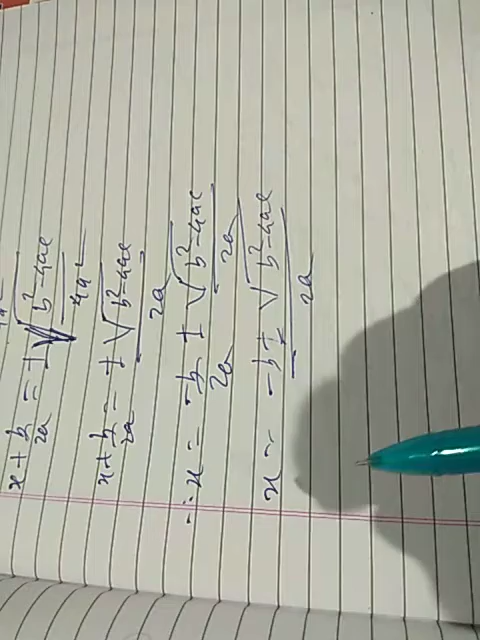 x + b/2a = ± √(b² - 4ac / 4a²)
x + b/2a = ± √b² - 4ac / 2a
∴ x = -b/2a ± √b² - 4ac / 2a
x = -b ± √b² - 4ac / 2a